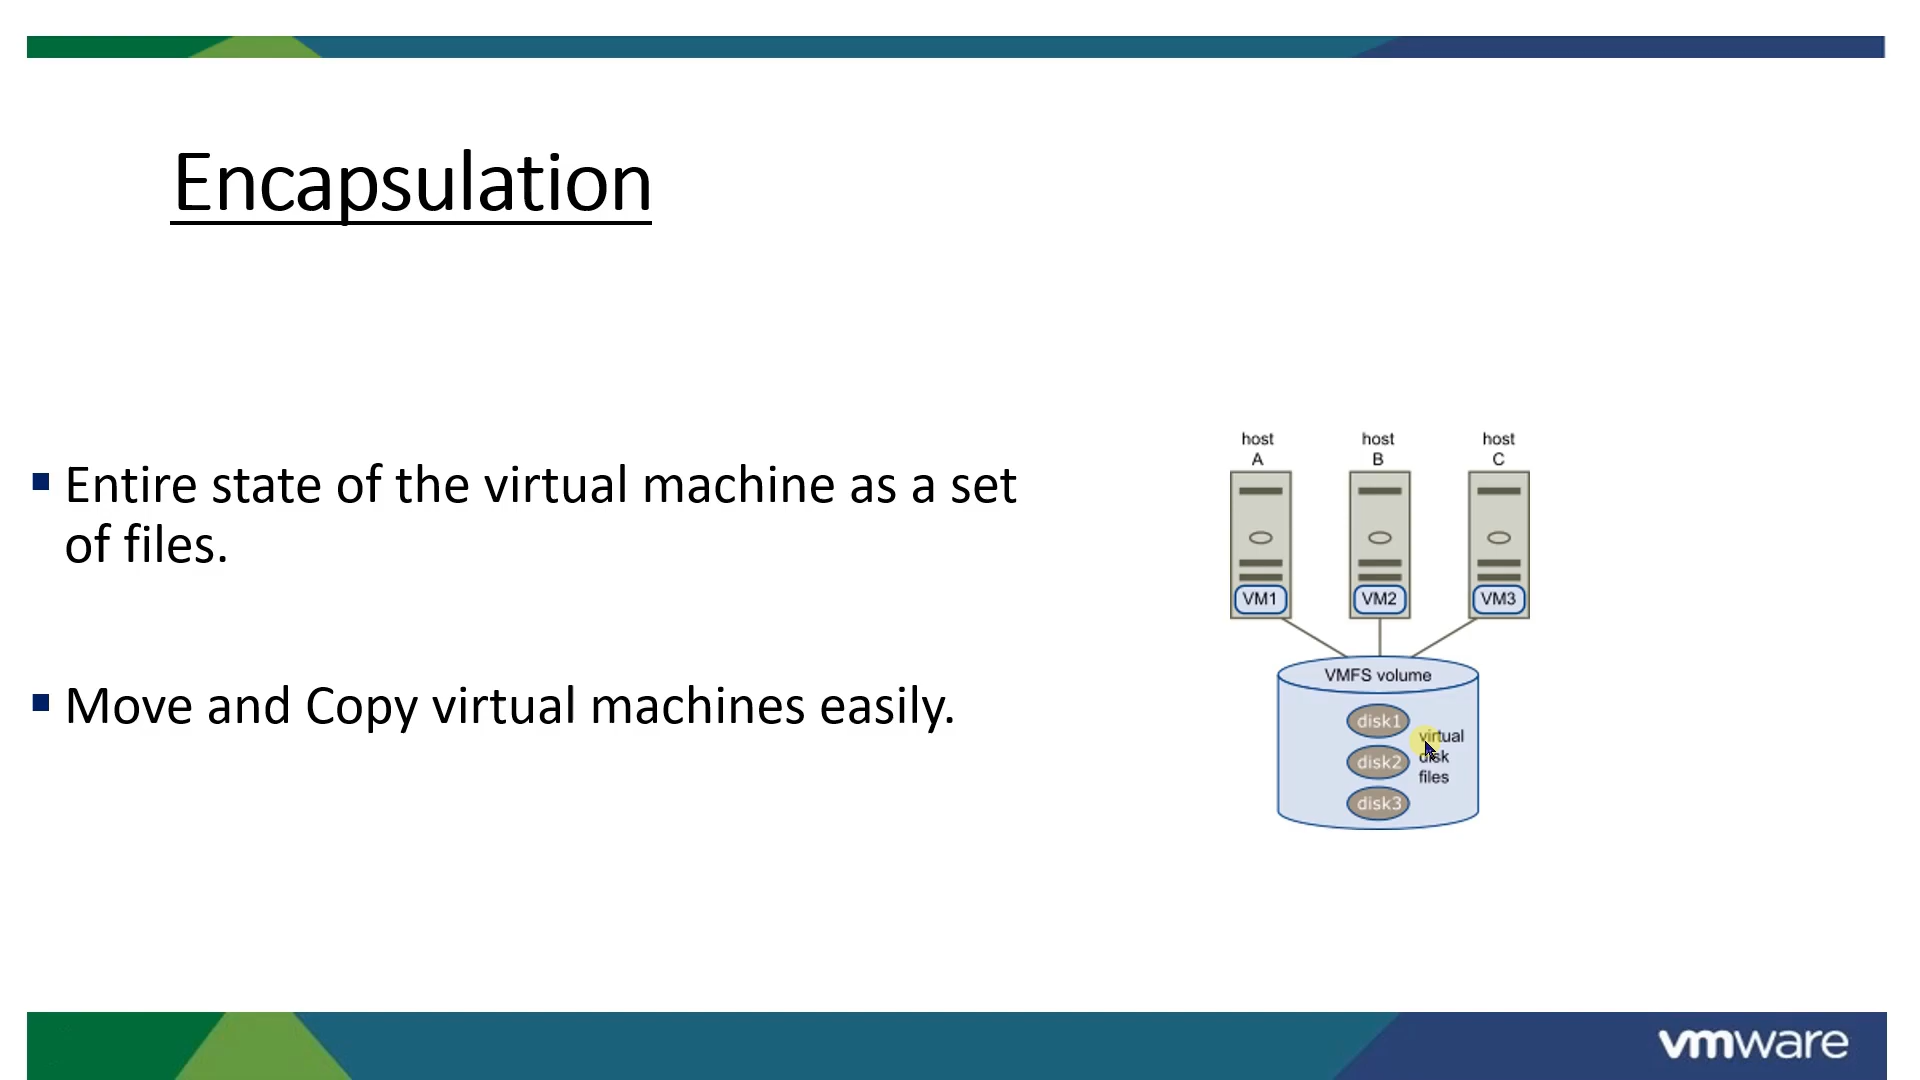 Encapsulation
Entire state of the virtual machine as a set
of files.
Move and Copy virtual machines easily.
host
A
host
B
host
C
VM1
VM2
VM3
VMFS volume
disk1
disk2
disk3
virtual
disk
files
vmware